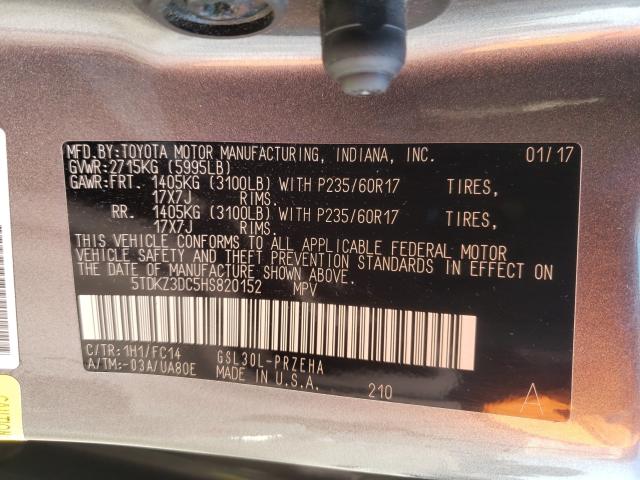 MFD.BY:TOYOTA MOTOR MANUFACTURING, INDIANA, INC. 01/17
GVWR:2715KG (5995LB)
GAWR:FRT. 1405KG (3100LB) WITH P235/60R17 TIRES,
17X7J RIMS.
RR. 1405KG (3100LB) WITH P235/60R17 TIRES,
17X7J RIMS.
THIS VEHICLE CONFORMS TO ALL APPLICABLE FEDERAL MOTOR
VEHICLE SAFETY AND THEFT PREVENTION STANDARDS IN EFFECT ON
THE DATE OF MANUFACTURE SHOWN ABOVE.
5TDKZ3DC5HS820152 MPV
C/TR:1H1/FC14 GSL30L-PRZEHA
A/TM:-03A/UA80E MADE IN U.S.A. 210 A